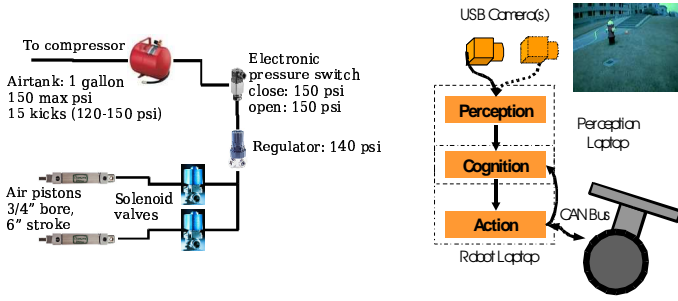 To compressor
Airtank: 1 gallon
150 max psi
15 kicks (120-150 psi)
Electronic
pressure switch
close: 150 psi
open: 150 psi
Regulator: 140 psi
Air pistons
3/4” bore,
6” stroke
Solenoid
valves
USB Camera(s)
Perception
Cognition
Action
Robot Laptop
Perception
Laptop
CAN Bus